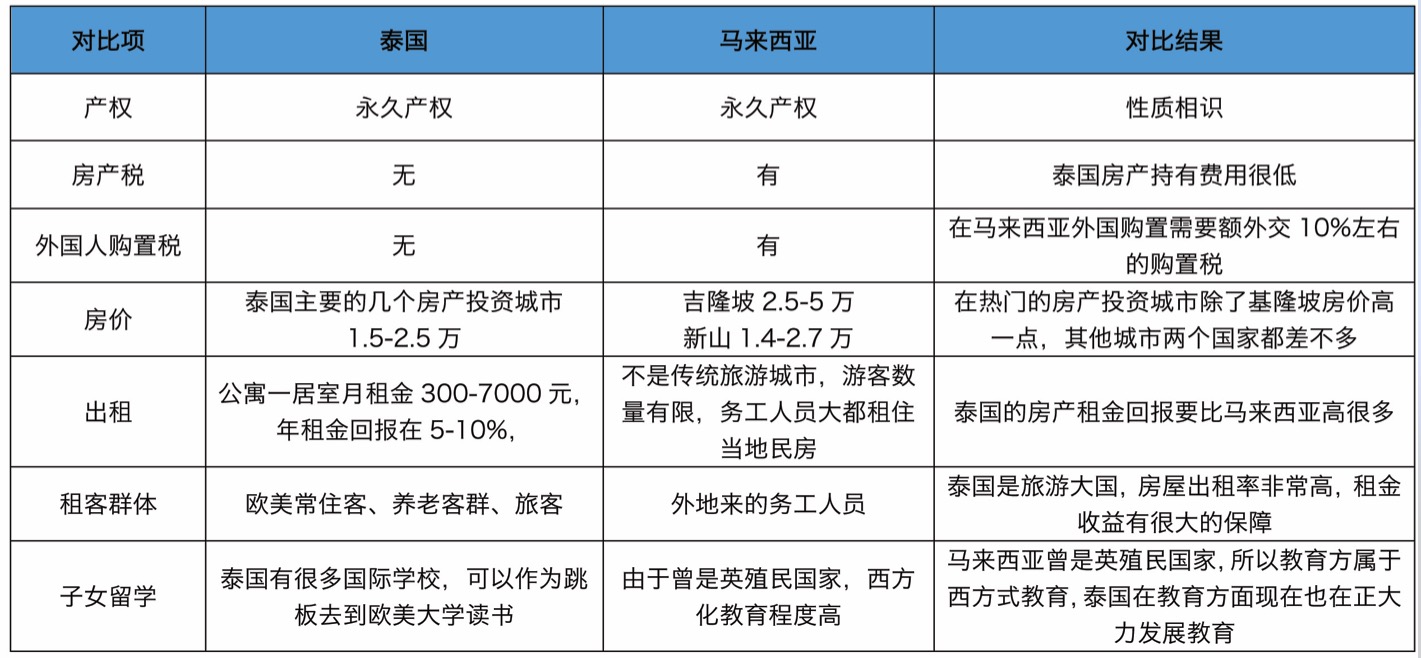 对比项 泰国 马来西亚 对比结果
产权 永久产权 永久产权 性质相识
房产税 无 有 泰国房产持有费用很低
外国人购置税 无 有 在马来西亚外国购置需要额外交 10%左右
的购置税
房价 泰国主要的几个房产投资城市
1.5-2.5 万
吉隆坡 2.5-5 万
新山 1.4-2.7 万
在热门的房产投资城市除了基隆坡房价高
一点，其他城市两个国家都差不多
出租 公寓一居室月租金 300-7000 元，
年租金回报在 5-10%，
不是传统旅游城市，游客数
量有限，务工人员大都租住
当地民房
泰国的房产租金回报要比马来西亚高很多
租客群体 欧美常住客、养老客群、旅客 外地来的务工人员
泰国是旅游大国，房屋出租率非常高，租金
收益有很大的保障
子女留学 泰国有很多国际学校，可以作为跳
板去到欧美大学读书
由于曾是英殖民国家，西方
化教育程度高
马来西亚曾是英殖民国家，所以教育方属于
西方式教育，泰国在教育方面现在也在正大
力发展教育